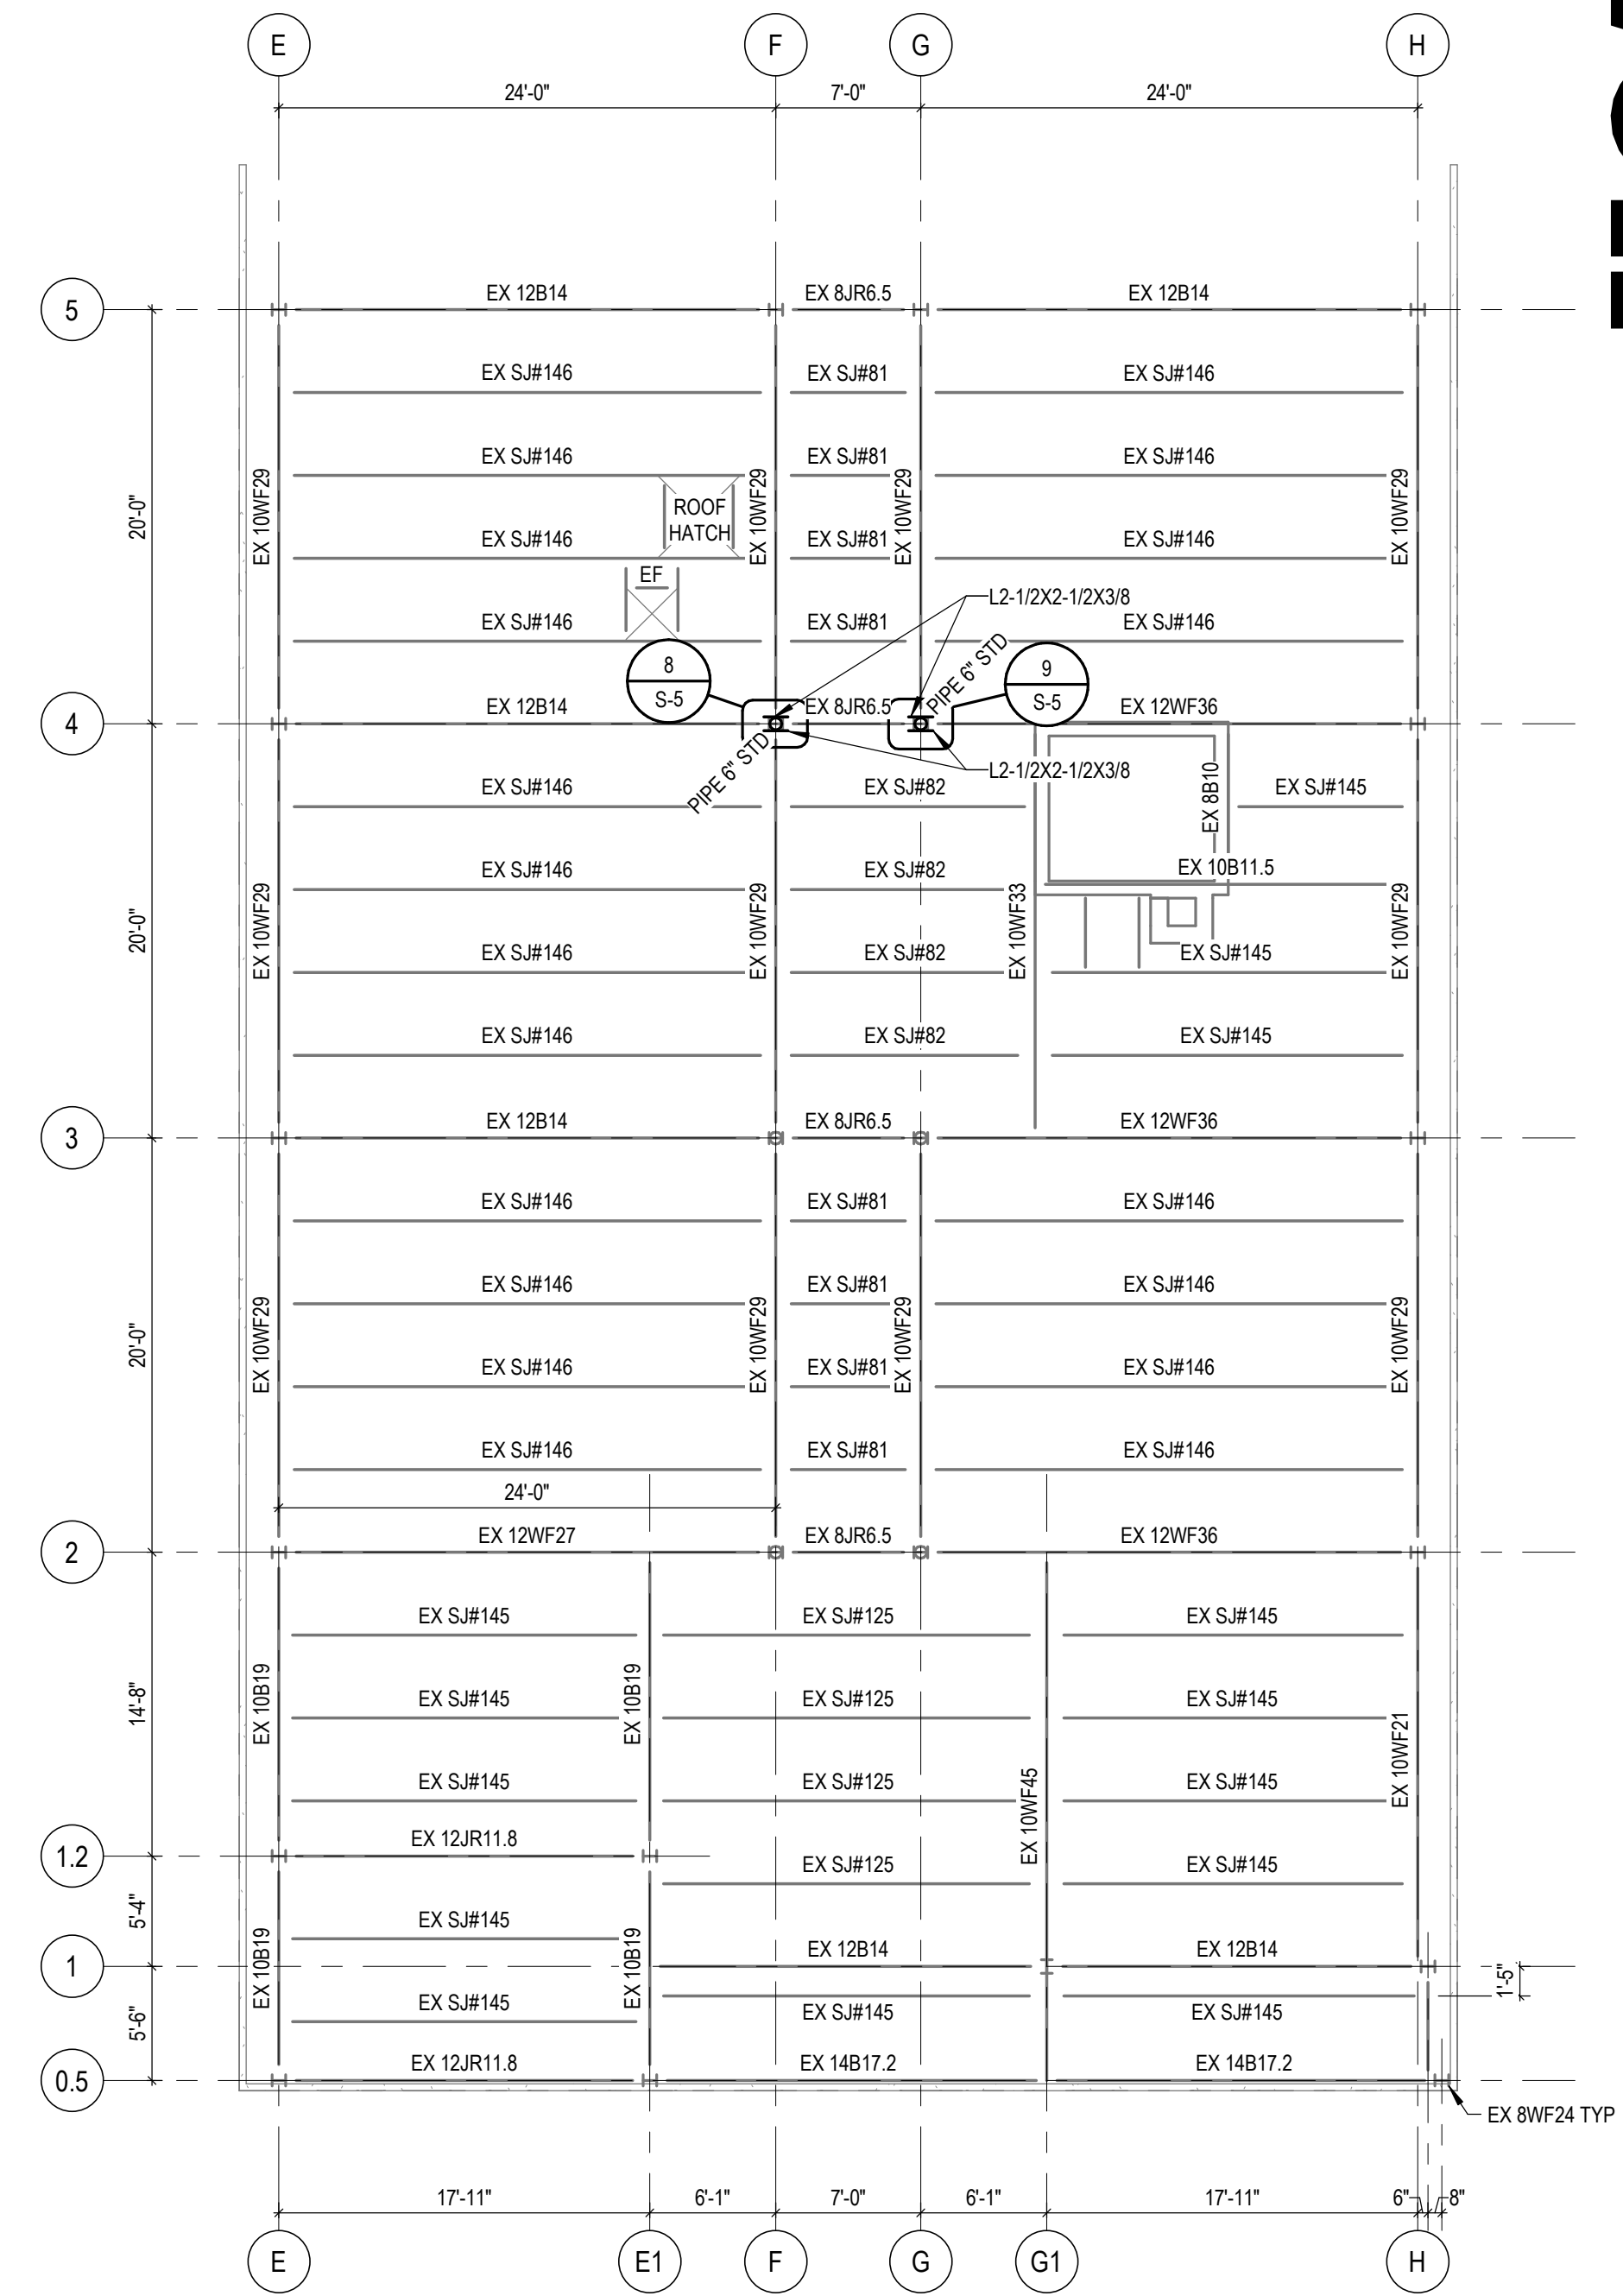 E
F
G
H
24'-0"
7'-0"
24'-0"
5
EX 12B14
EX 8JR6.5
EX 12B14
EX SJ#146
EX SJ#81
EX SJ#146
EX SJ#146
EX SJ#81
EX SJ#146
20'-0"
EX 10WF29
EX 10WF29
EX 10WF29
EX 10WF29
ROOF
HATCH
EX SJ#146
EX SJ#81
EX SJ#146
EF
L2-1/2X2-1/2X3/8
EX SJ#146
EX SJ#81
EX SJ#146
8
S-5
PIPE 6" STD
9
S-5
4
EX 12B14
EX 8JR6.5
EX 12WF36
PIPE 6" STD
L2-1/2X2-1/2X3/8
EX SJ#146
EX SJ#82
EX 8B10
EX SJ#145
EX SJ#146
EX SJ#82
EX 10B11.5
20'-0"
EX 10WF29
EX 10WF29
EX 10WF33
EX 10WF29
EX SJ#146
EX SJ#82
EX SJ#145
EX SJ#146
EX SJ#82
EX SJ#145
3
EX 12B14
EX 8JR6.5
EX 12WF36
EX SJ#146
EX SJ#81
EX SJ#146
EX SJ#146
EX SJ#81
EX SJ#146
20'-0"
EX 10WF29
EX 10WF29
EX 10WF29
EX 10WF29
EX SJ#146
EX SJ#81
EX SJ#146
EX SJ#146
EX SJ#81
EX SJ#146
24'-0"
2
EX 12WF27
EX 8JR6.5
EX 12WF36
EX SJ#145
EX SJ#125
EX SJ#145
14'-8"
EX 10B19
EX 10B19
EX SJ#145
EX SJ#125
EX SJ#145
EX 10WF21
EX SJ#145
EX SJ#125
EX SJ#145
EX 10WF45
1.2
EX 12JR11.8
EX SJ#125
EX SJ#145
5'-4"
EX SJ#145
EX 10B19
EX 10B19
1
EX 12B14
EX 12B14
1'-5"
5'-6"
EX SJ#145
EX SJ#145
EX SJ#145
0.5
EX 12JR11.8
EX 14B17.2
EX 14B17.2
EX 8WF24 TYP
17'-11"
6'-1"
7'-0"
6'-1"
17'-11"
6"
8"
E
E1
F
G
G1
H